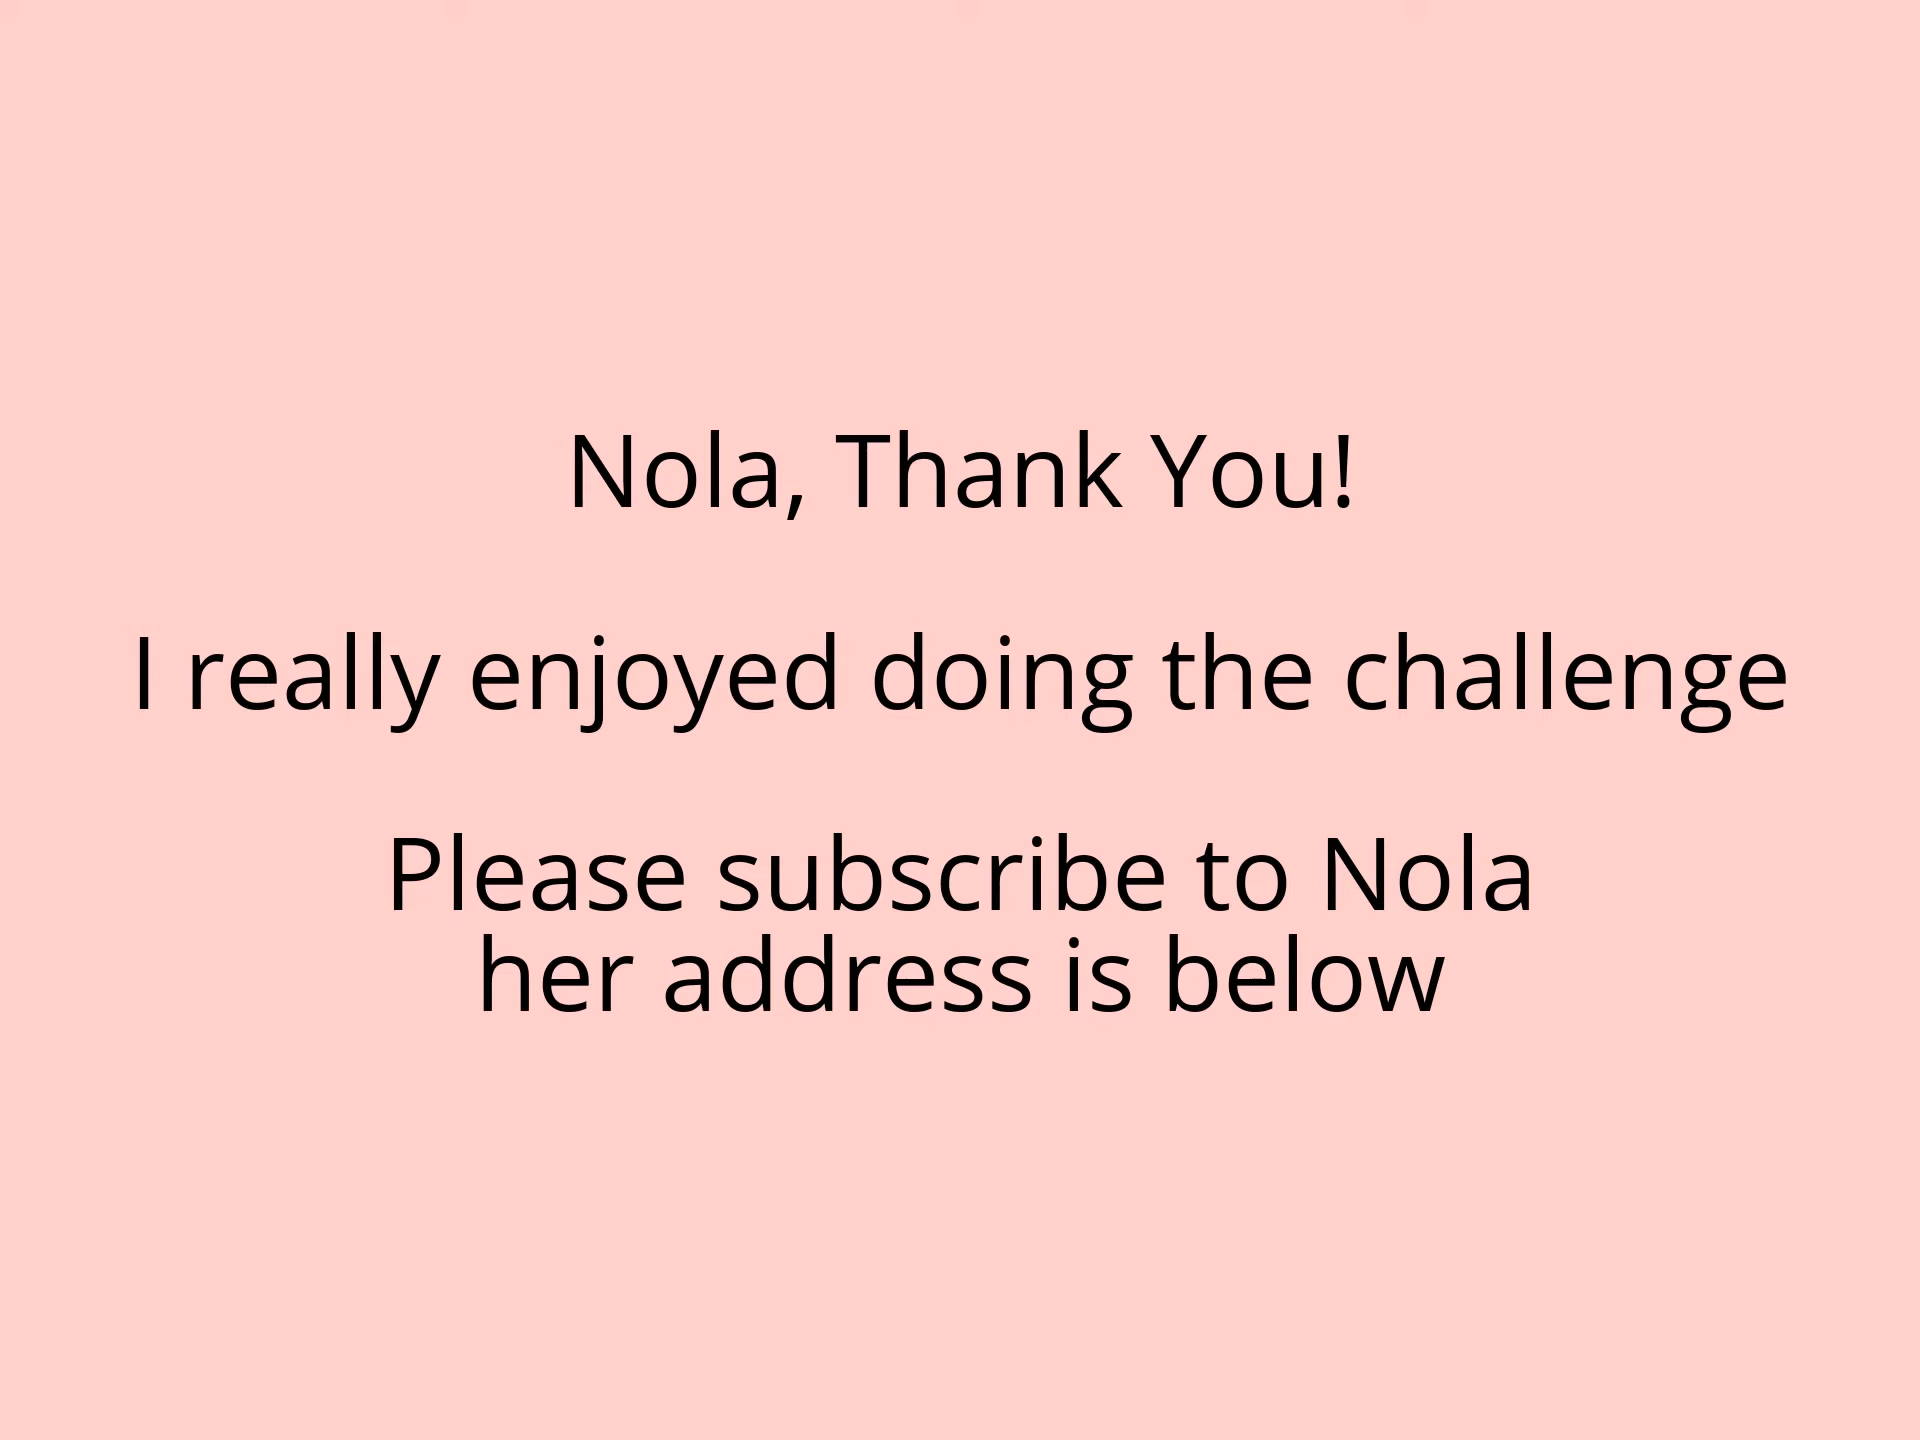 Nola, Thank You!
I really enjoyed doing the challenge
Please subscribe to Nola
her address is below